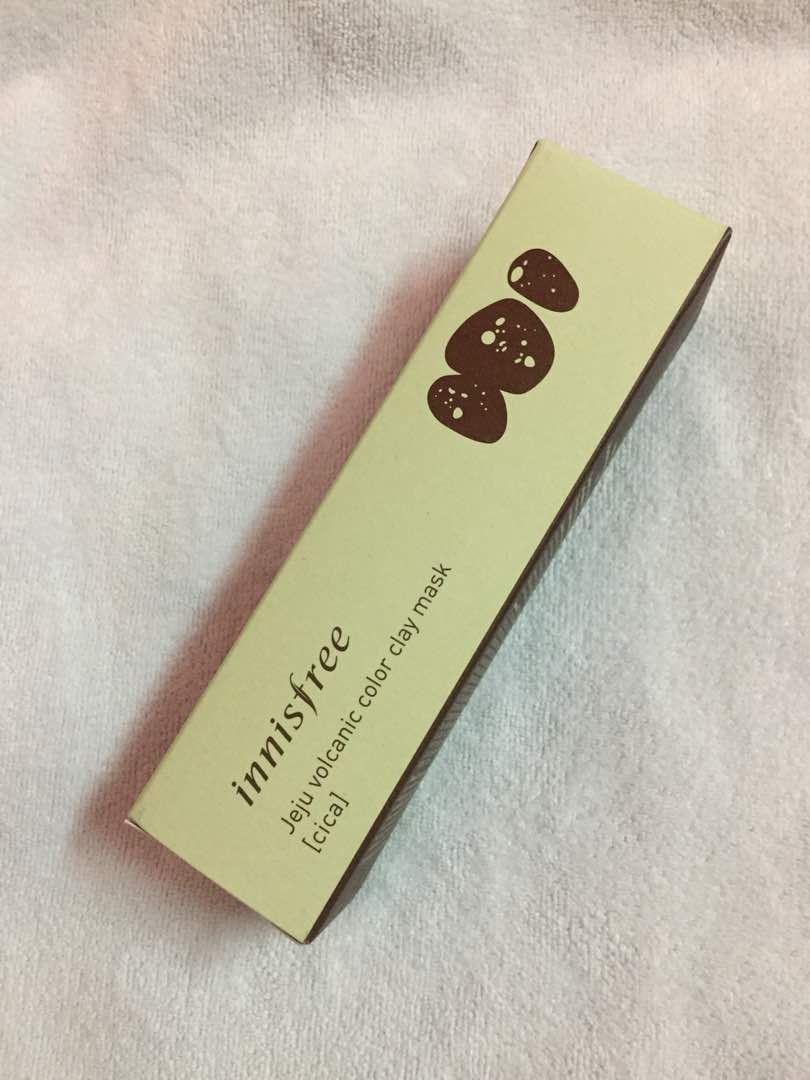 innisfree
Jeju volcanic color clay mask
[cica]